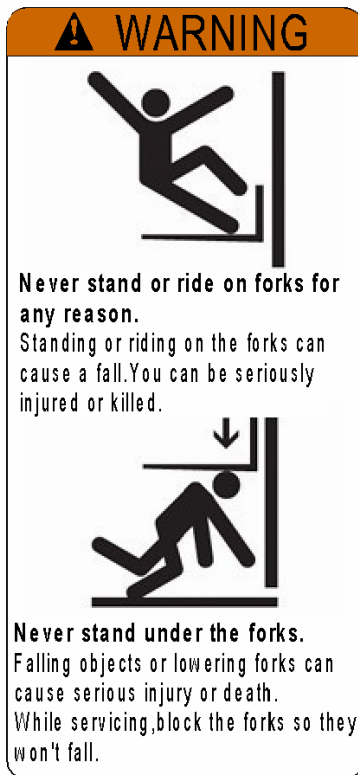 WARNING
Never stand or ride on forks for
any reason.
Standing or riding on the forks can
cause a fall.You can be seriously
injured or killed.
Never stand under the forks.
Falling objects or lowering forks can
cause serious injury or death.
While servicing,block the forks so they
won't fall.